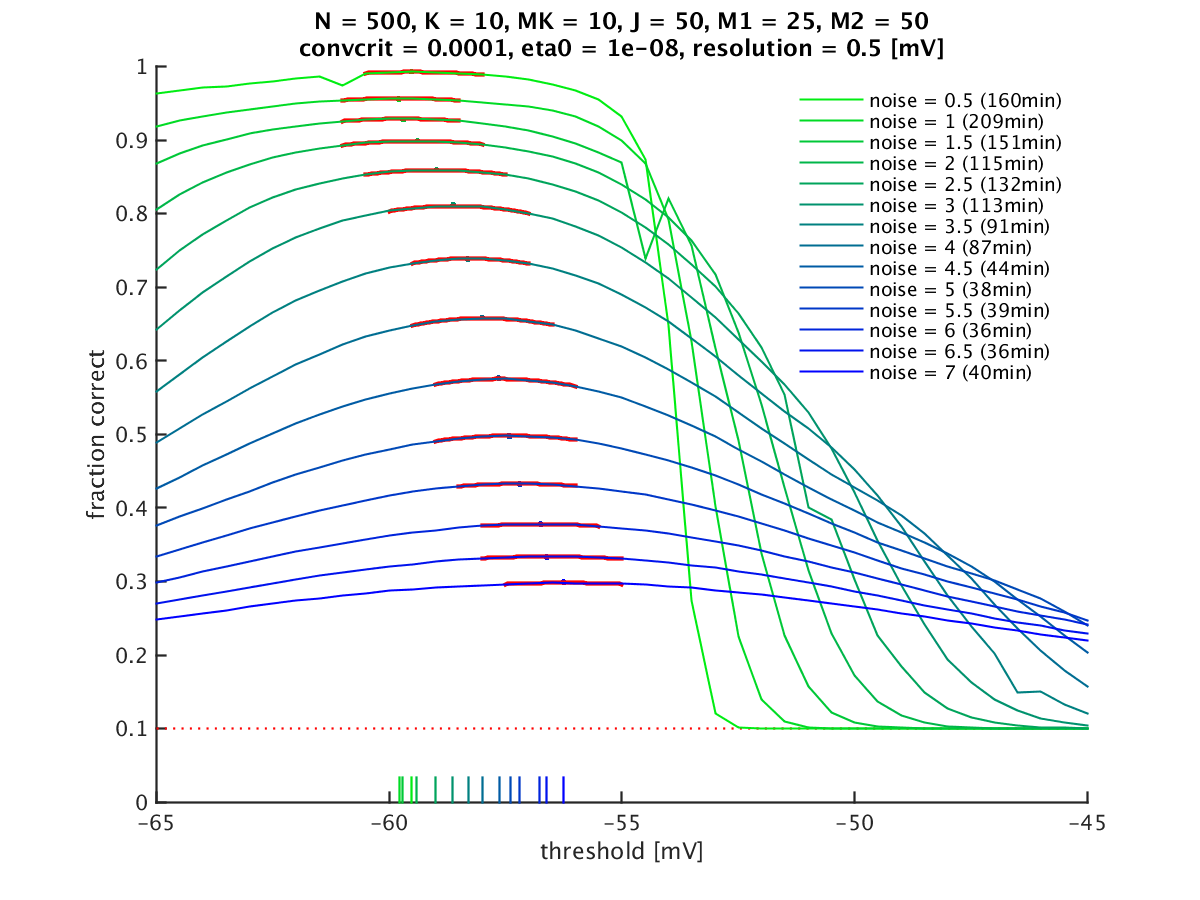 N = 500, K = 10, MK = 10, J = 50, M1 = 25, M2 = 50
convcrit = 0.0001, eta0 = 1e-08, resolution = 0.5 [mV]
1
0.9
0.8
0.7
0.6
0.5
0.4
0.3
0.2
0.1
0
fraction correct
noise = 0.5 (160min)
noise = 1 (209min)
noise = 1.5 (151min)
noise = 2 (115min)
noise = 2.5 (132min)
noise = 3 (113min)
noise = 3.5 (91min)
noise = 4 (87min)
noise = 4.5 (44min)
noise = 5 (38min)
noise = 5.5 (39min)
noise = 6 (36min)
noise = 6.5 (36min)
noise = 7 (40min)
-65 -60 -55 -50 -45
threshold [mV]